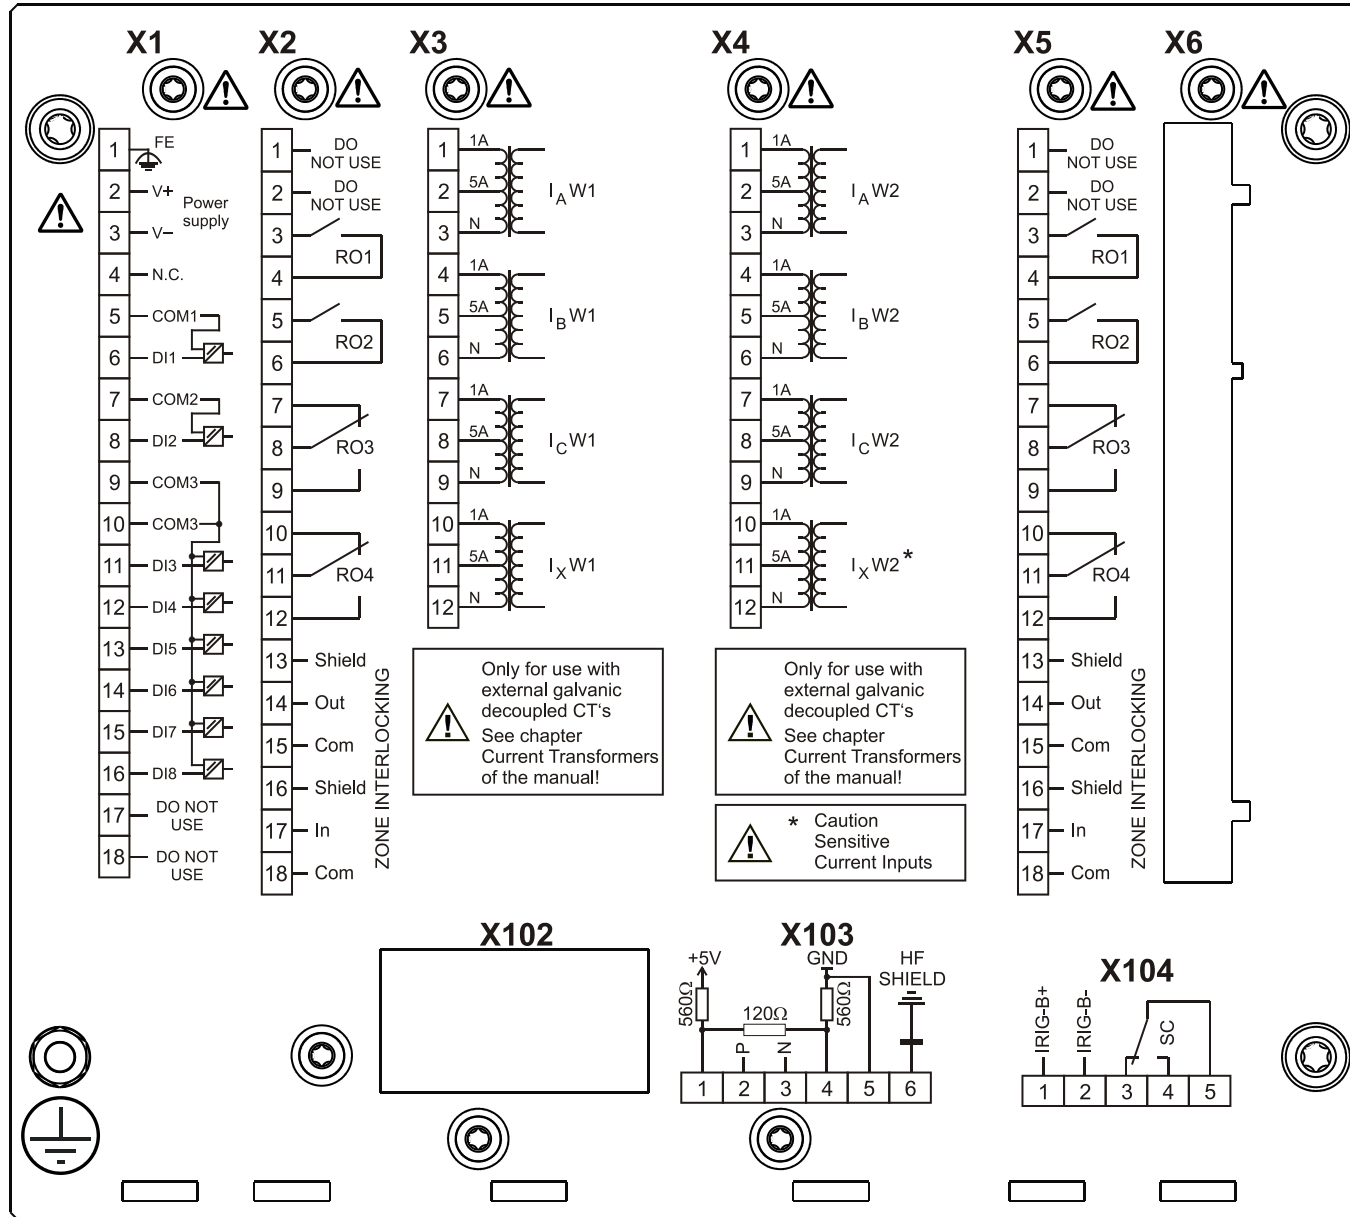 X1
X2
X3
X4
X5
X6
1 FE
2 V+
Power
supply
3 V–
4 N.C.
5 COM1
6 DI1
7 COM2
8 DI2
9 COM3
10 COM3
11 DI3
12 DI4
13 DI5
14 DI6
15 DI7
16 DI8
17 DO NOT
USE
18 DO NOT
USE
1 DO
NOT USE
2 DO
NOT USE
3
RO1
4
5
RO2
6
7
8 RO3
9
10
11 RO4
12
13 Shield
14 Out
15 Com
16 Shield
17 In
18 Com
ZONE INTERLOCKING
1 1A
2 5A IA W1
3 N
4 1A
5 5A IB W1
6 N
7 1A
8 5A IC W1
9 N
10 1A
11 5A IX W1
12 N
Only for use with
external galvanic
decoupled CT's
See chapter
Current Transformers
of the manual!
1 1A
2 5A IA W2
3 N
4 1A
5 5A IB W2
6 N
7 1A
8 5A IC W2
9 N
10 1A
11 5A IX W2 *
12 N
Only for use with
external galvanic
decoupled CT's
See chapter
Current Transformers
of the manual!
* Caution
Sensitive
Current Inputs
1 DO
NOT USE
2 DO
NOT USE
3
RO1
4
5
RO2
6
7
8 RO3
9
10
11 RO4
12
13 Shield
14 Out
15 Com
16 Shield
17 In
18 Com
ZONE INTERLOCKING
X102
X103
+5V GND HF
SHIELD
560Ω 120Ω 560Ω
P N
1 2 3 4 5 6
X104
IRIG-B+ IRIG-B- SC
1 2 3 4 5